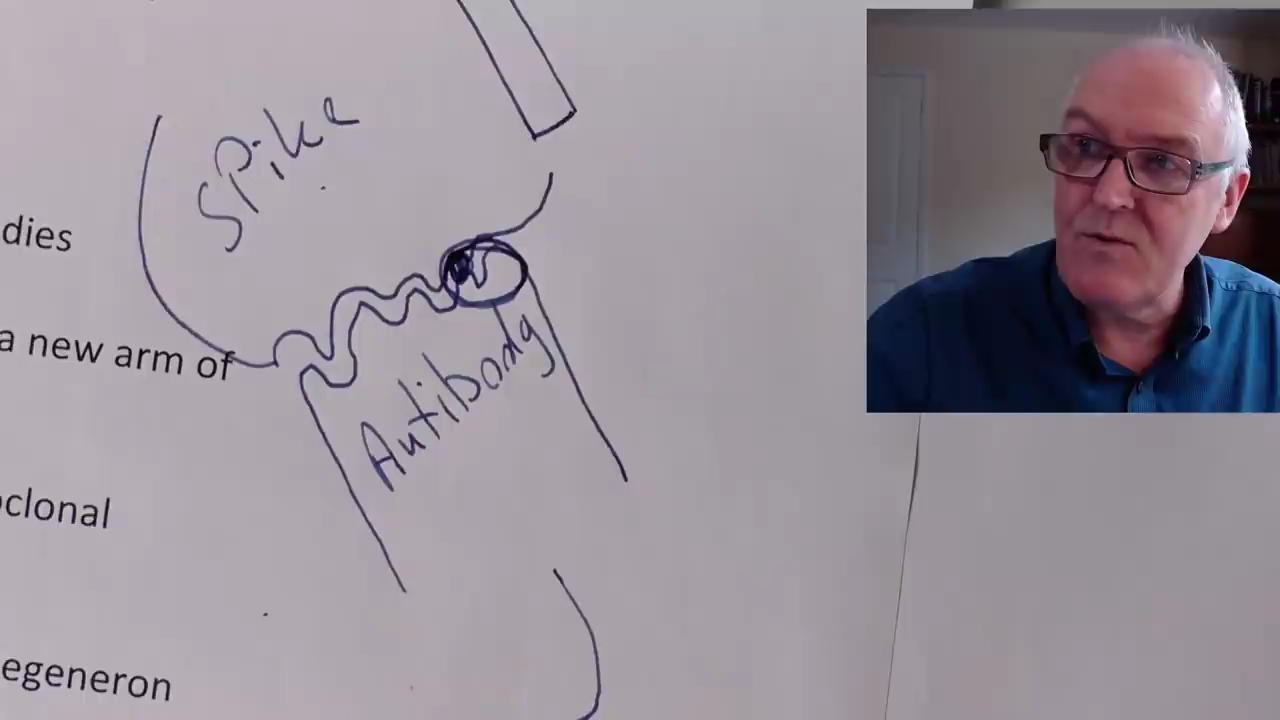 Spike
dies
a new arm of
Antibody
oclonal
egeneron